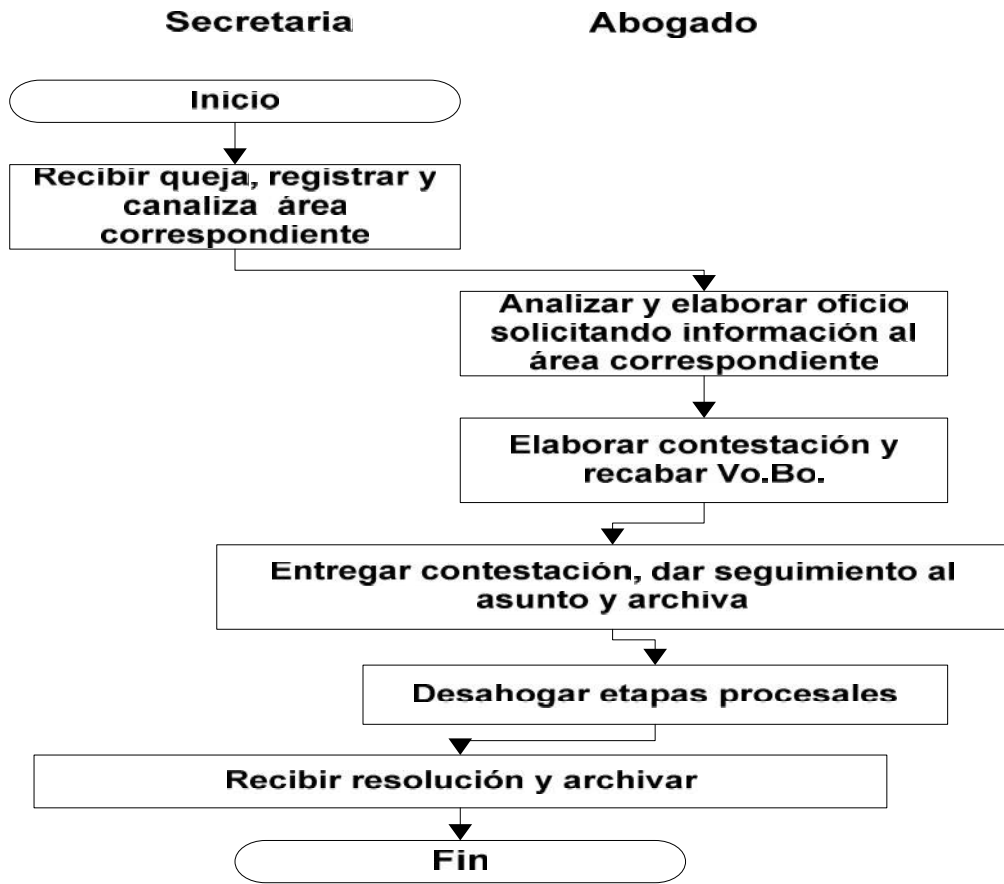 Secretaria Abogado
Inicio
Recibir queja, registrar y
canaliza área
correspondiente
Analizar y elaborar oficio
solicitando información al
área correspondiente
Elaborar contestación y
recabar Vo.Bo.
Entregar contestación, dar seguimiento al
asunto y archiva
Desahogar etapas procesales
Recibir resolución y archivar
Fin